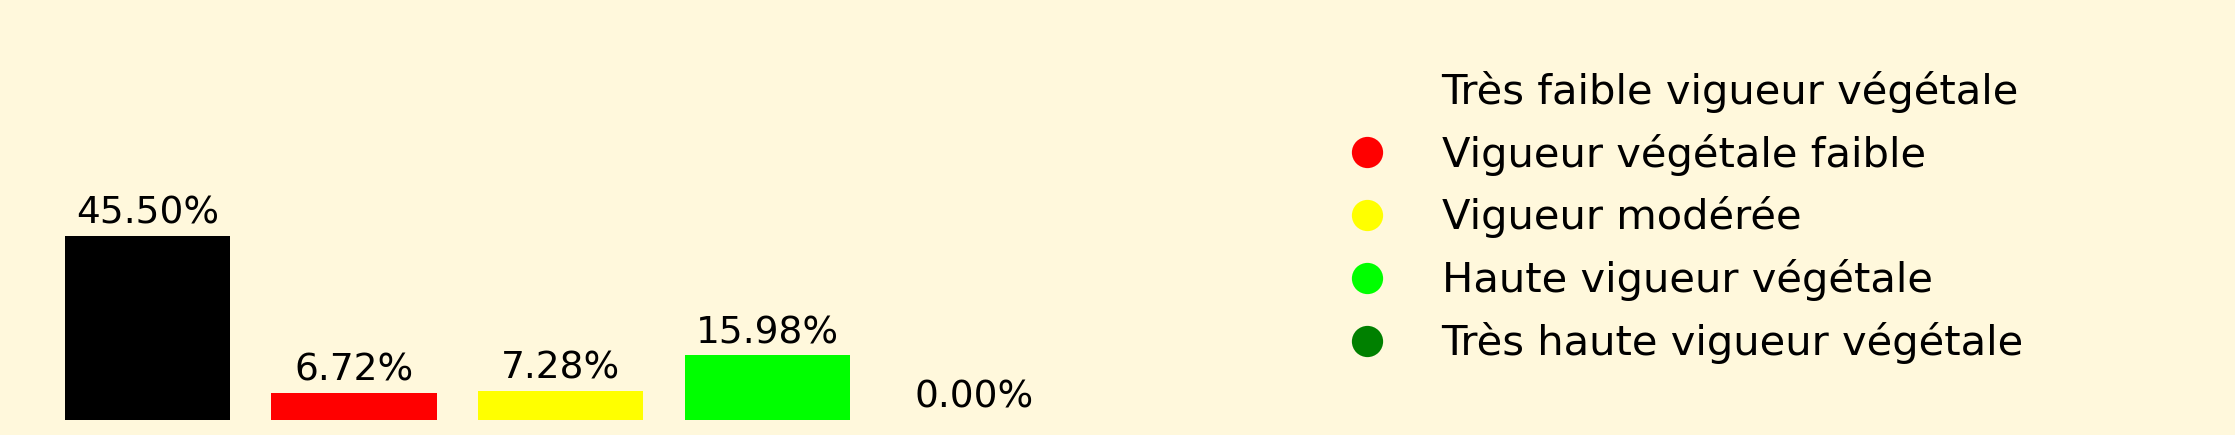 45.50%
6.72%
7.28%
15.98%
0.00%
Très faible vigueur végétale
Vigueur végétale faible
Vigueur modérée
Haute vigueur végétale
Très haute vigueur végétale